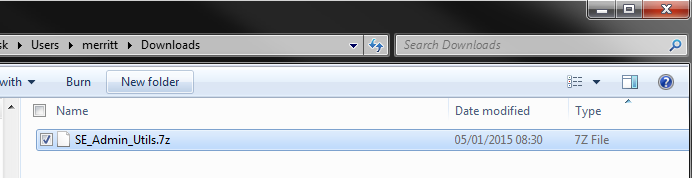 sk ▸ Users ▸ merritt ▸ Downloads
Search Downloads
with ▾ Burn New folder
Name Date modified Type
SE_Admin_Utils.7z 05/01/2015 08:30 7Z File